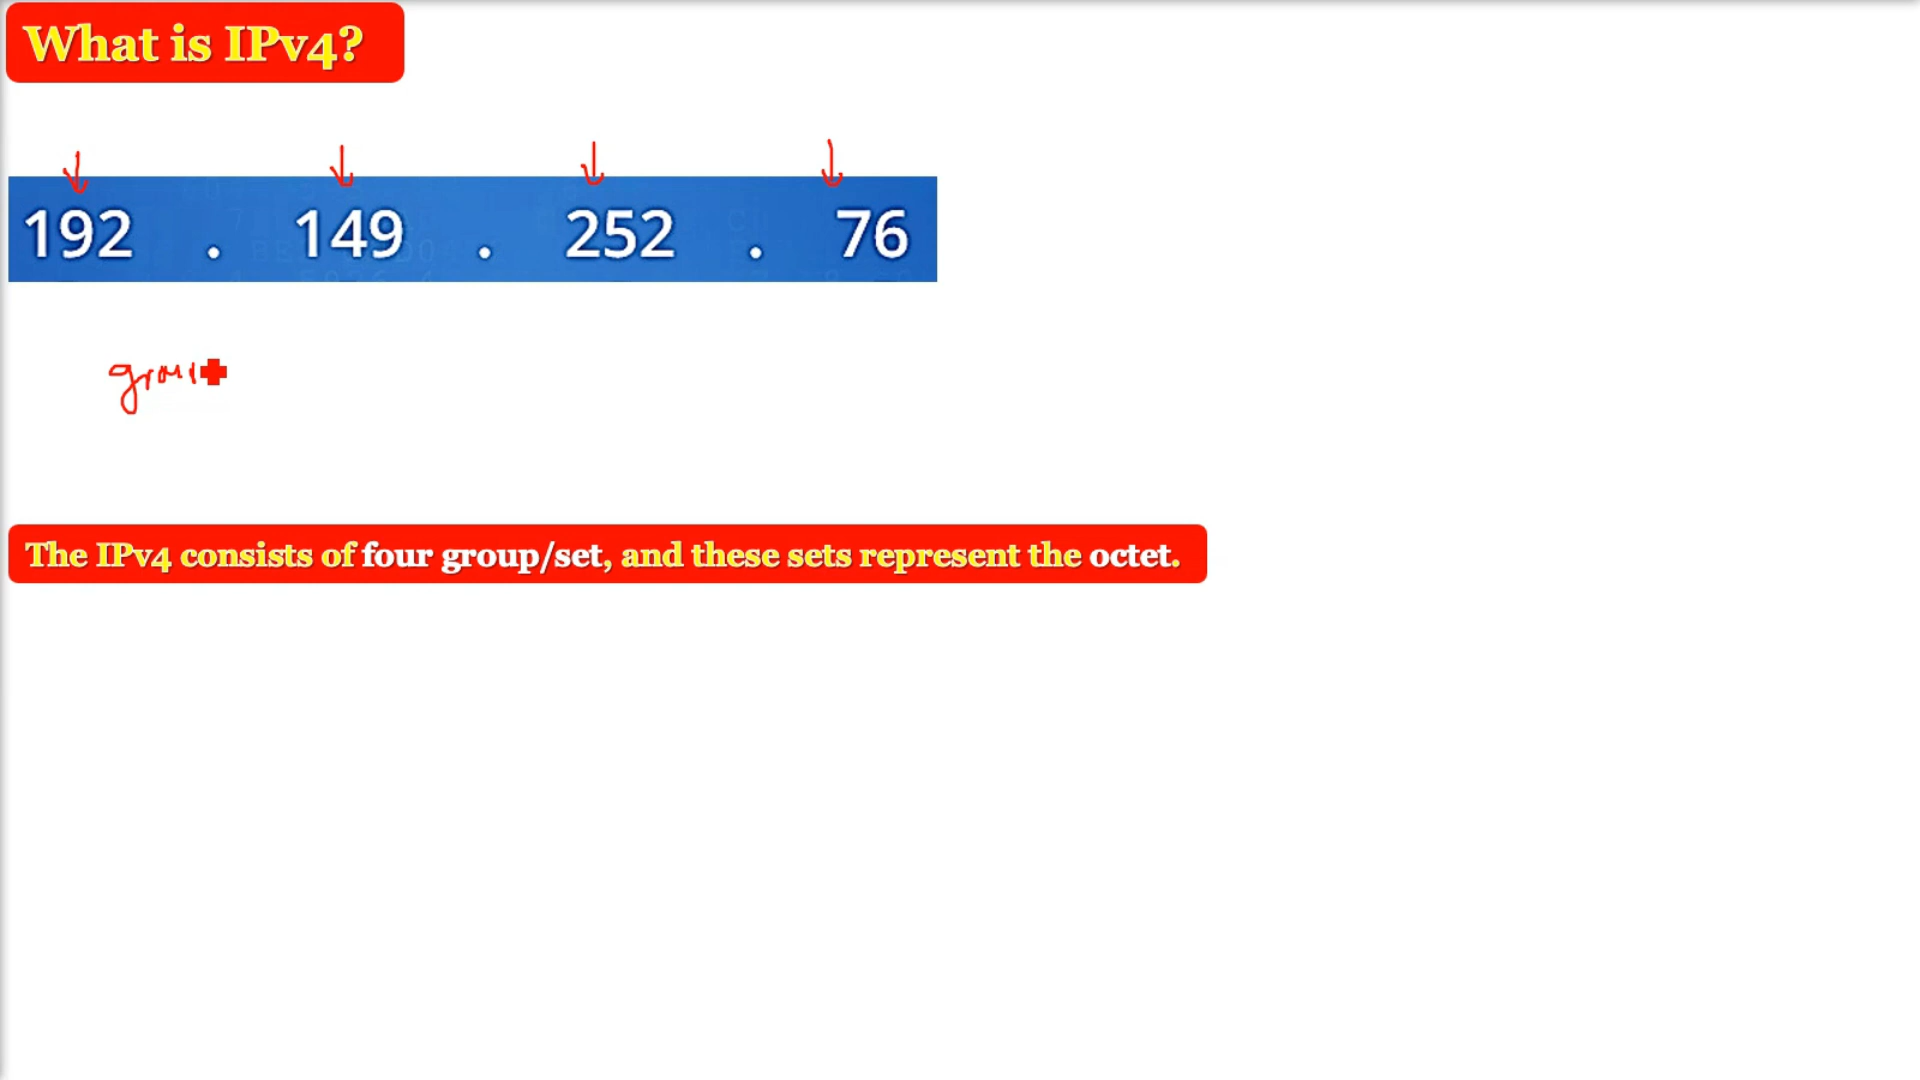 What is IPv4?
192 . 149 . 252 . 76
The IPv4 consists of four group/set, and these sets represent the octet.